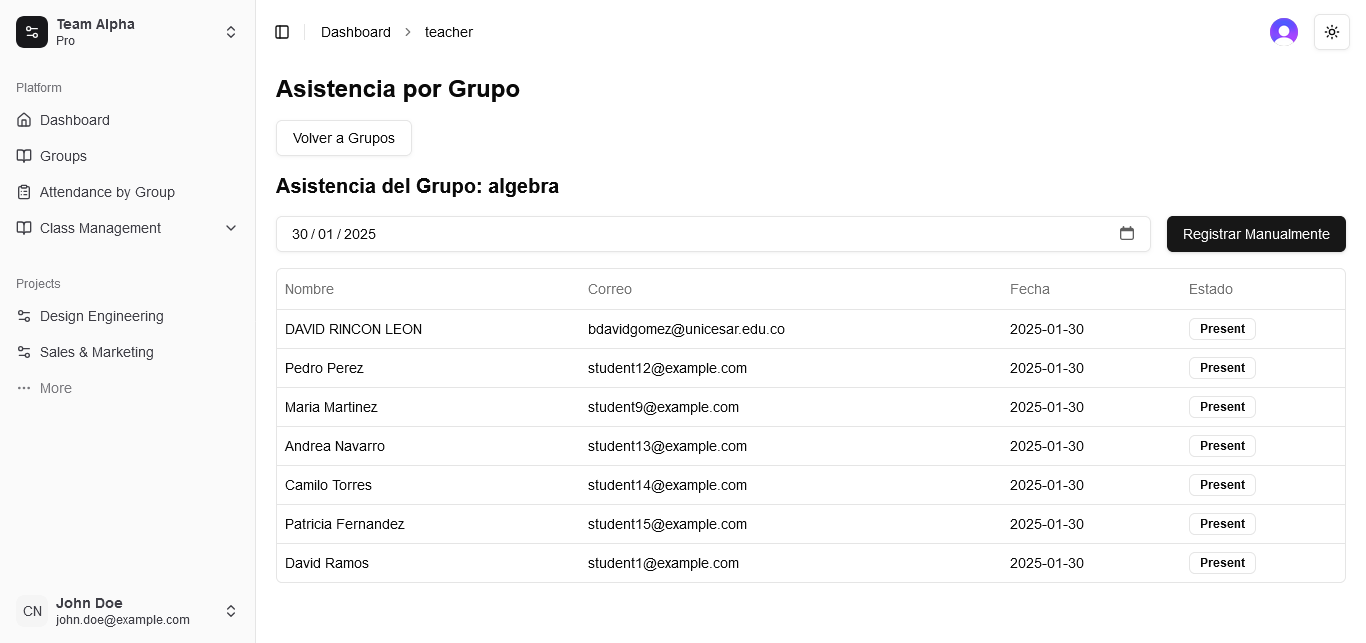 Team Alpha
Pro
Platform
Dashboard
Groups
Attendance by Group
Class Management
Projects
Design Engineering
Sales & Marketing
More
CN
John Doe
john.doe@example.com
Dashboard > teacher
Asistencia por Grupo
Volver a Grupos
Asistencia del Grupo: algebra
30 / 01 / 2025
Registrar Manualmente
Nombre Correo Fecha Estado
DAVID RINCON LEON bdavidgomez@unicesar.edu.co 2025-01-30 Present
Pedro Perez student12@example.com 2025-01-30 Present
Maria Martinez student9@example.com 2025-01-30 Present
Andrea Navarro student13@example.com 2025-01-30 Present
Camilo Torres student14@example.com 2025-01-30 Present
Patricia Fernandez student15@example.com 2025-01-30 Present
David Ramos student1@example.com 2025-01-30 Present